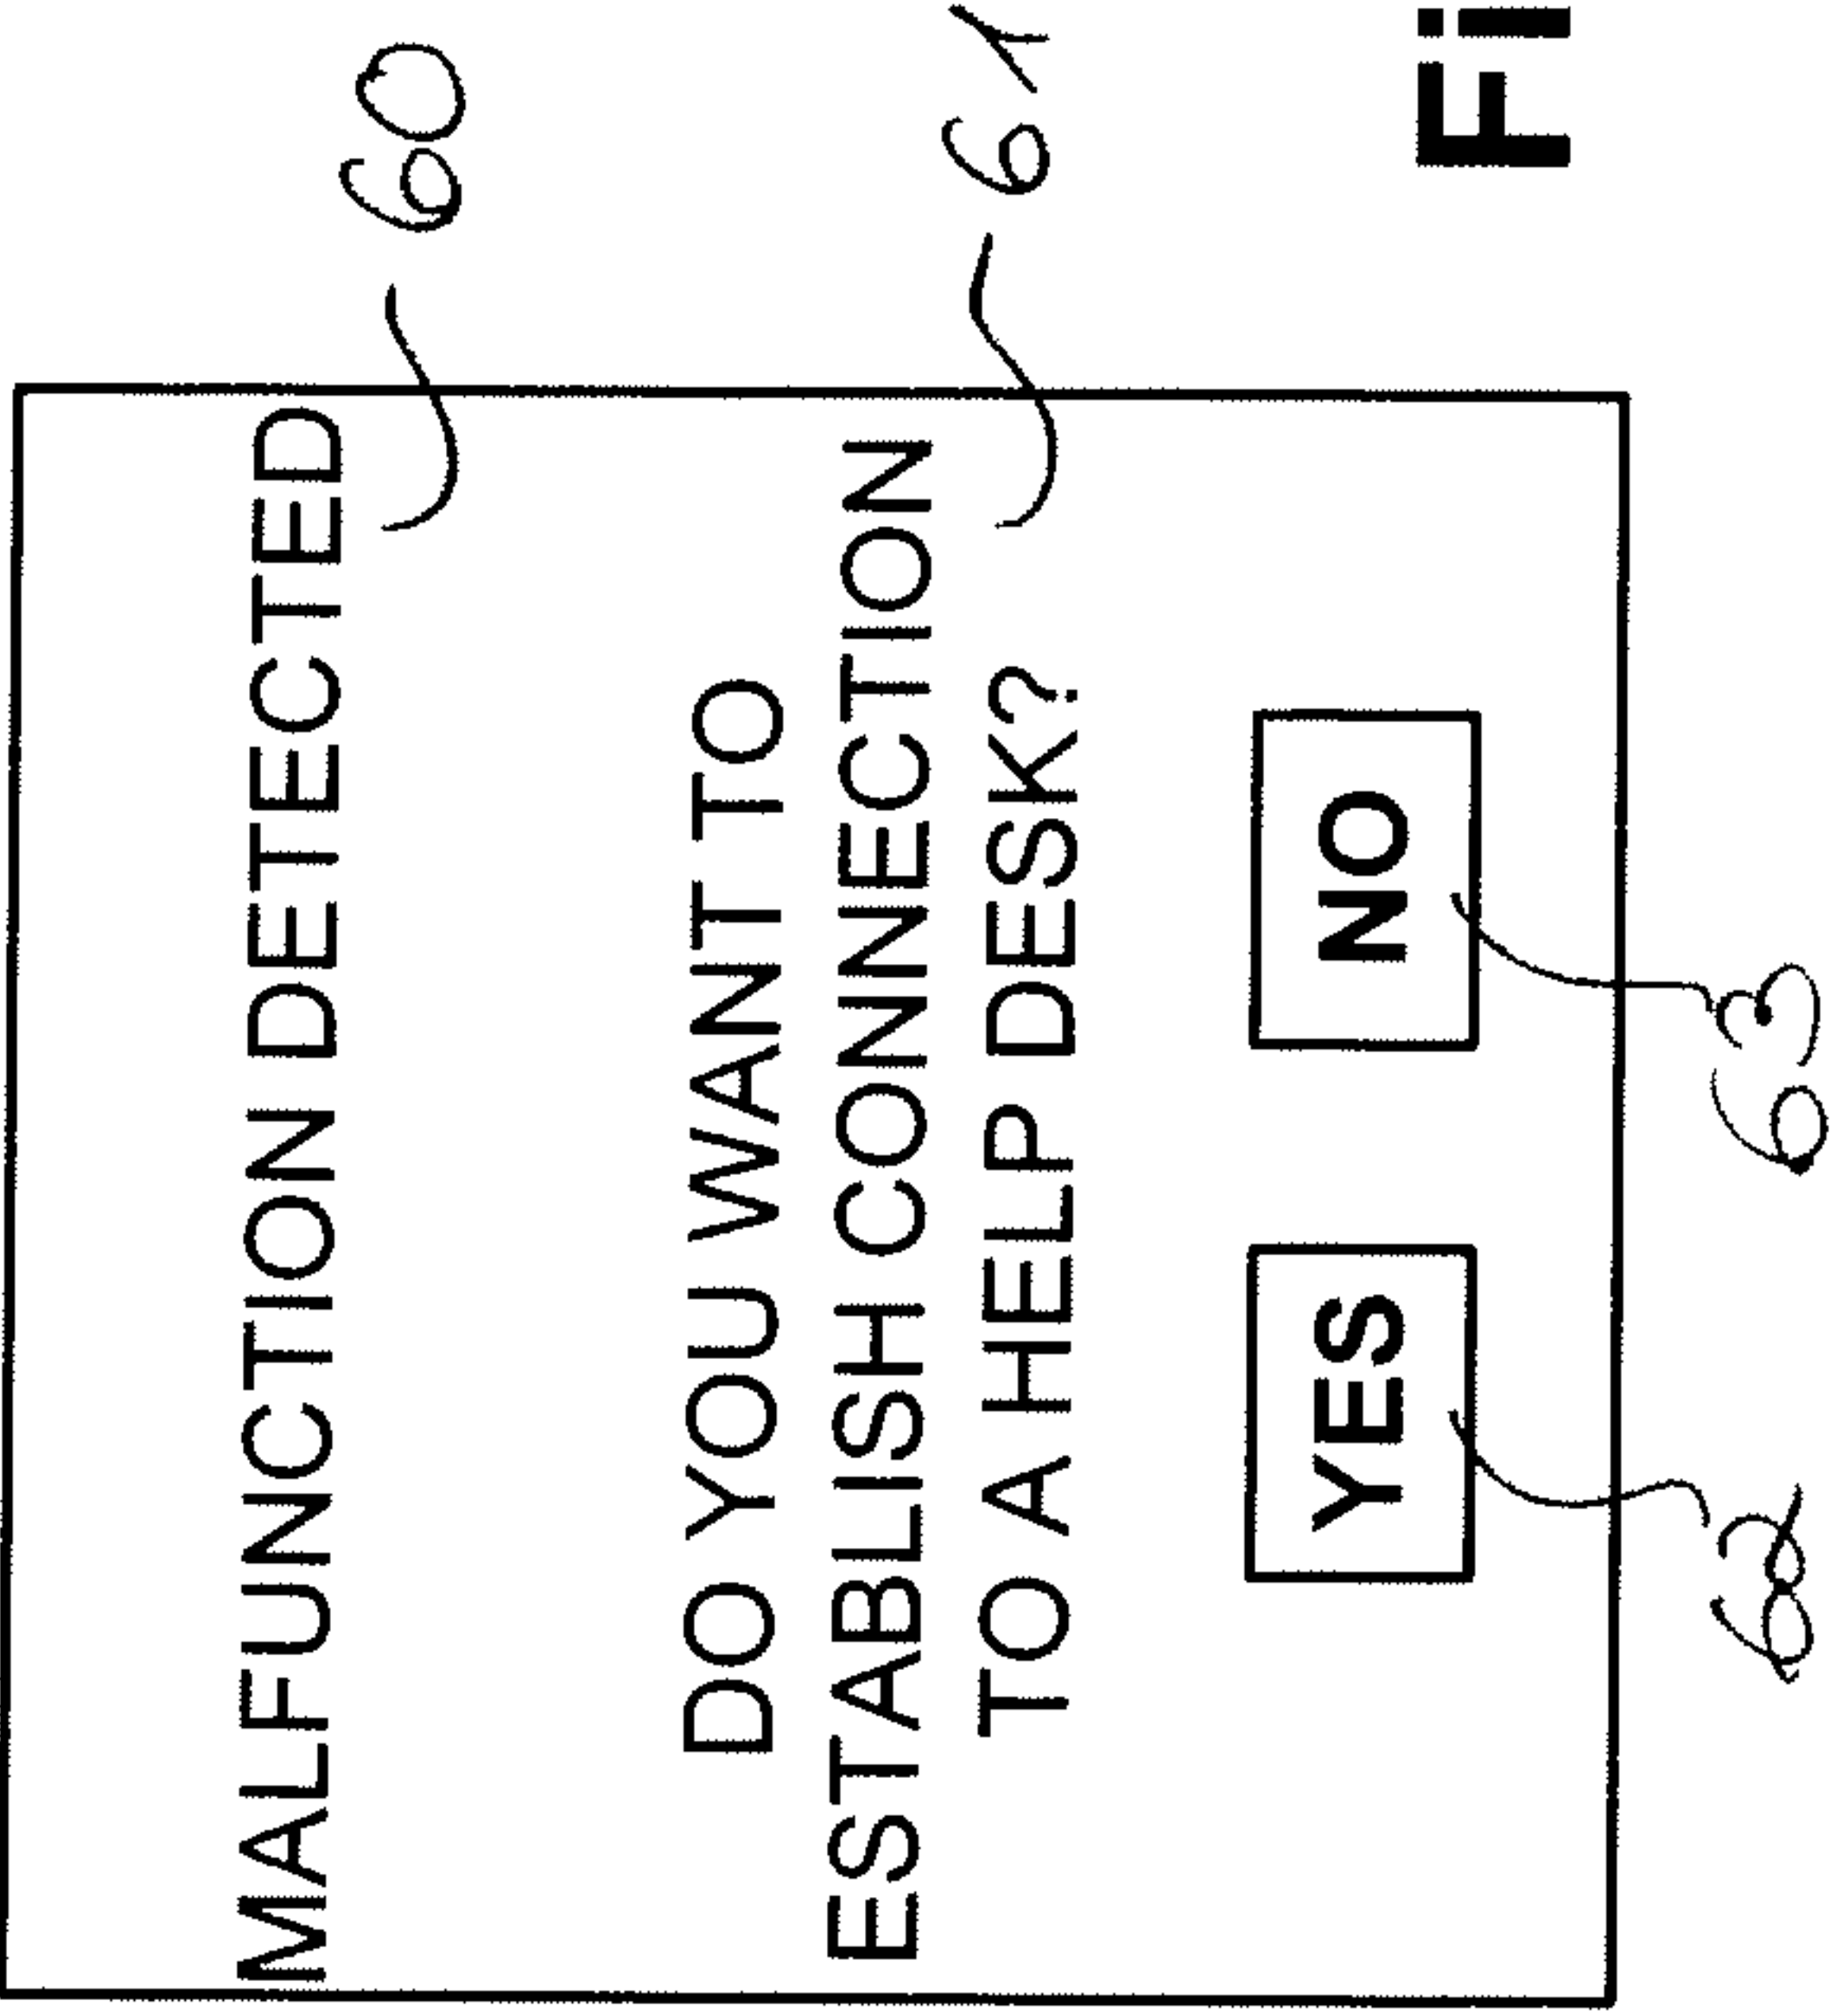 MALFUNCTION DETECTED
60
DO YOU WANT TO
ESTABLISH CONNECTION
TO A HELP DESK?
61
YES
NO
62
63
Fi